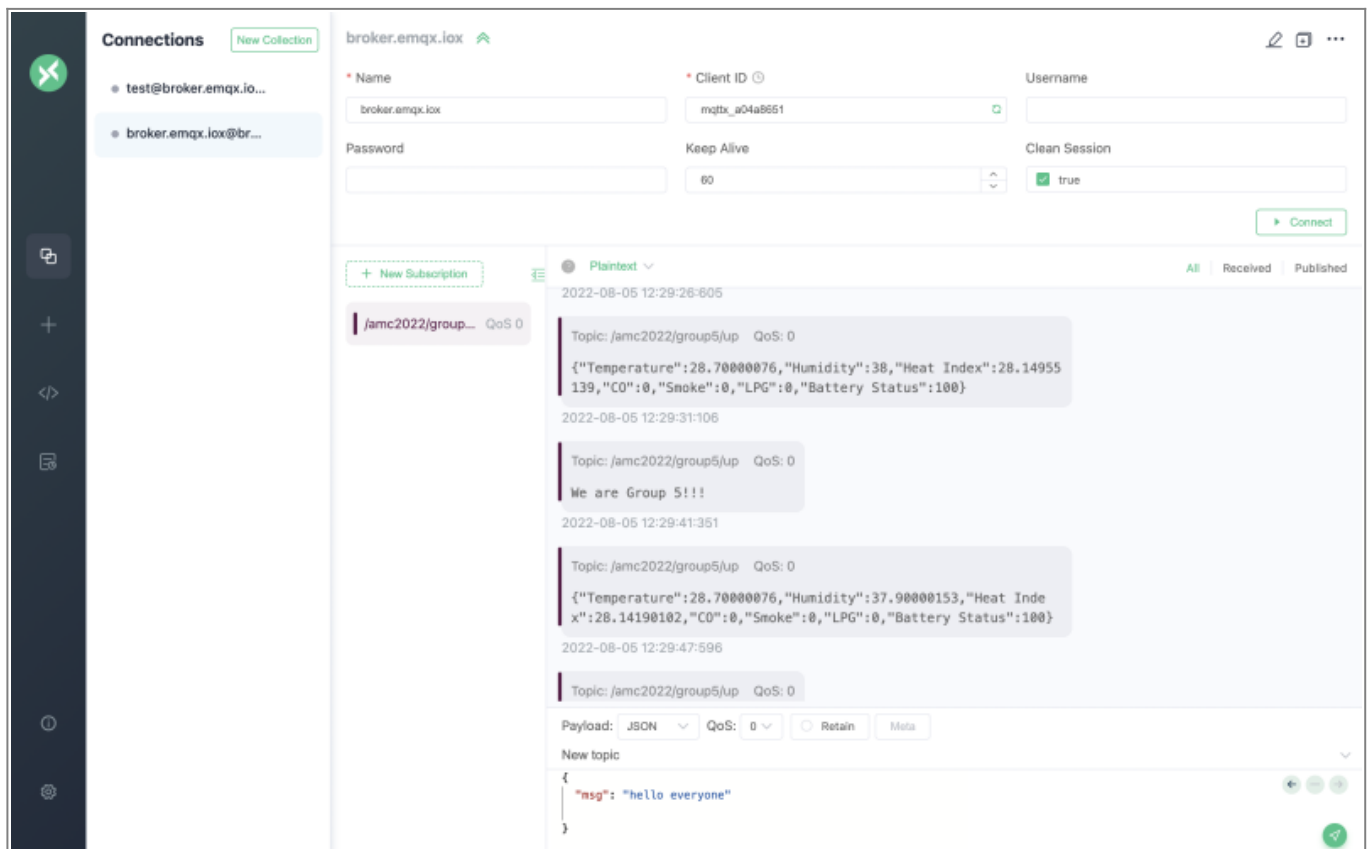 Connections
New Collection
test@broker.emqx.io...
broker.emqx.iox@br...
broker.emqx.iox
* Name
* Client ID
Username
broker.emqx.iox
mqttx_a04a8651
Password
Keep Alive
Clean Session
60
true
Connect
+ New Subscription
/amc2022/group... QoS 0
Plaintext
All
Received
Published
2022-08-05 12:29:26:605
Topic: /amc2022/group5/up QoS: 0
{"Temperature":28.70000076,"Humidity":38,"Heat Index":28.14955
139,"CO":0,"Smoke":0,"LPG":0,"Battery Status":100}
2022-08-05 12:29:31:106
Topic: /amc2022/group5/up QoS: 0
We are Group 5!!!
2022-08-05 12:29:41:351
Topic: /amc2022/group5/up QoS: 0
{"Temperature":28.70000076,"Humidity":37.90000153,"Heat Inde
x":28.14190102,"CO":0,"Smoke":0,"LPG":0,"Battery Status":100}
2022-08-05 12:29:47:596
Topic: /amc2022/group5/up QoS: 0
Payload: JSON QoS: 0 Retain Meta
New topic
{
"msg": "hello everyone"
}